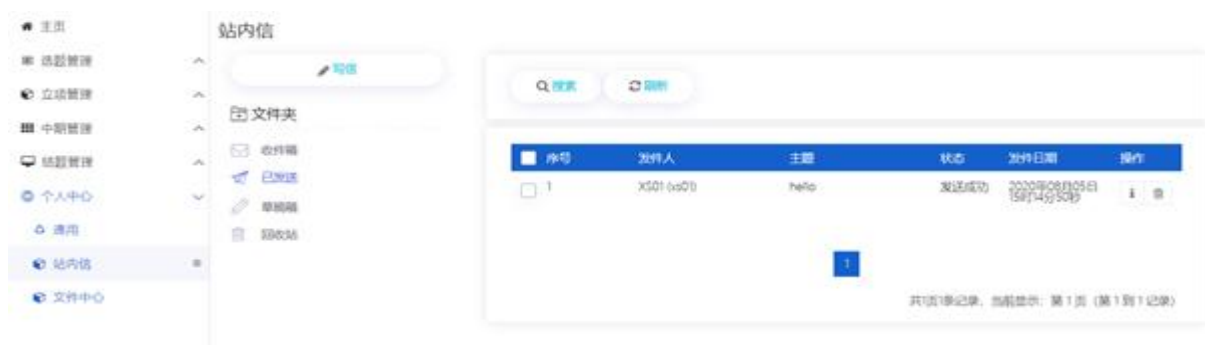 主页
选题管理
立项管理
中期管理
结题管理
个人中心
通用
站内信
文件中心
站内信
写信
文件夹
收件箱
已发送
草稿箱
回收站
搜索 刷新
序号 发件人 主题 状态 发件日期 操作
1 XS01 (xs01) hello 发送成功 2020年08月05日
15时14分50秒
1
共1页1条记录，当前显示：第 1 页（第 1 到 1 记录）